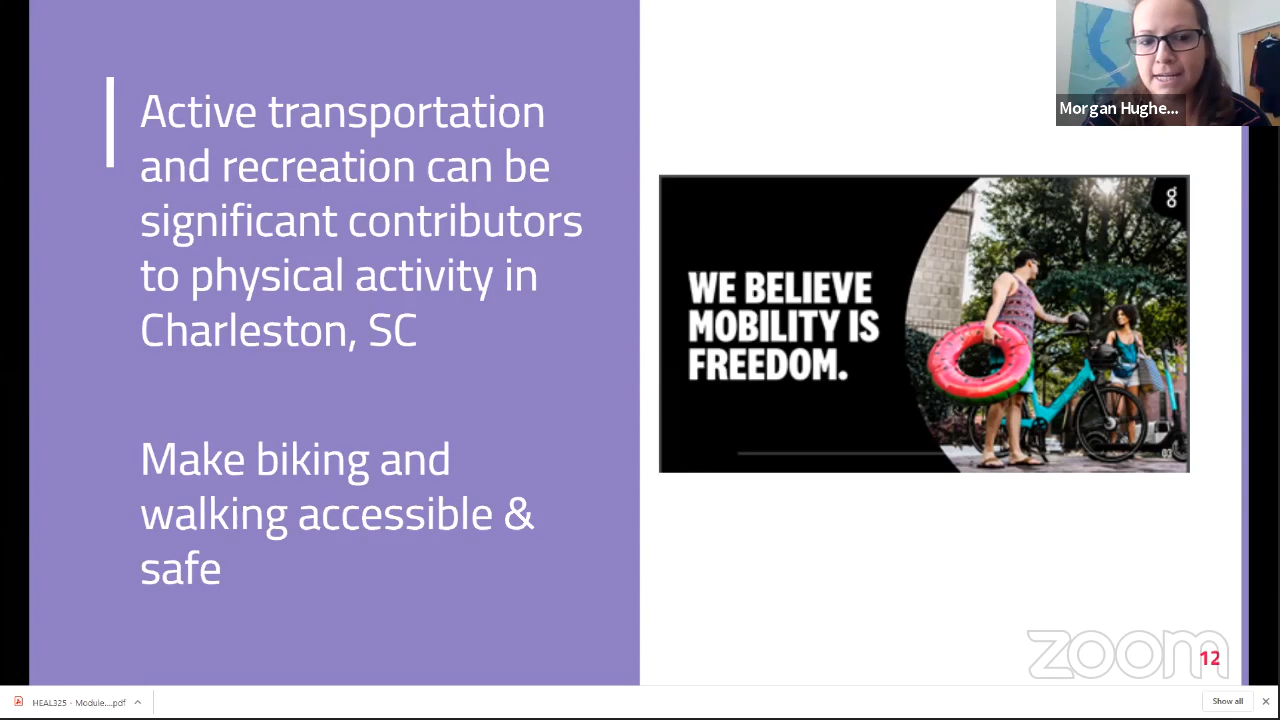 Active transportation
and recreation can be
significant contributors
to physical activity in
Charleston, SC
Make biking and
walking accessible &
safe
WE BELIEVE
MOBILITY IS
FREEDOM.
g
03
Morgan Hughe...
zoom
12
HEAL325 - Module....pdf
Show all